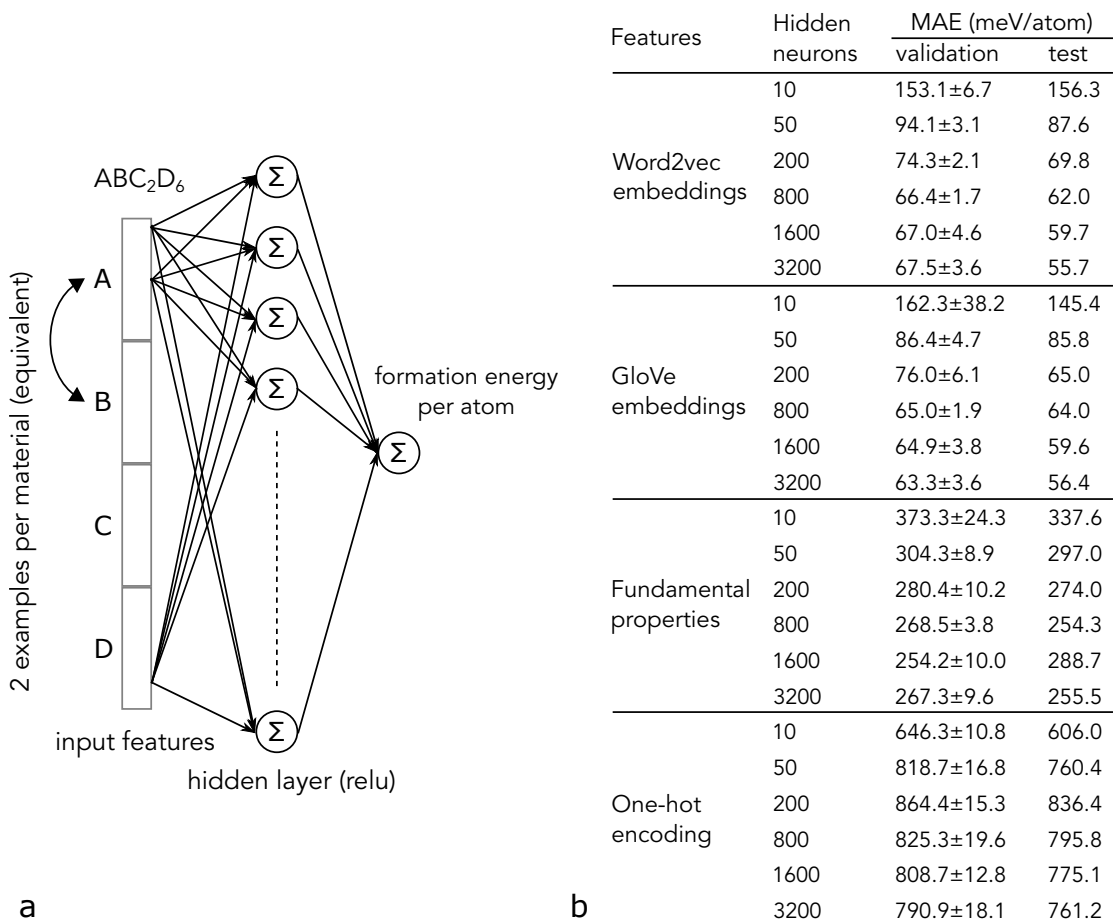 ABC₂D₆
2 examples per material (equivalent)
A
B
C
D
Σ
Σ
Σ
Σ
Σ
Σ
formation energy
per atom
input features
hidden layer (relu)
a
Features Hidden neurons MAE (meV/atom)
validation test
Word2vec embeddings
10 153.1±6.7 156.3
50 94.1±3.1 87.6
200 74.3±2.1 69.8
800 66.4±1.7 62.0
1600 67.0±4.6 59.7
3200 67.5±3.6 55.7
GloVe embeddings
10 162.3±38.2 145.4
50 86.4±4.7 85.8
200 76.0±6.1 65.0
800 65.0±1.9 64.0
1600 64.9±3.8 59.6
3200 63.3±3.6 56.4
Fundamental properties
10 373.3±24.3 337.6
50 304.3±8.9 297.0
200 280.4±10.2 274.0
800 268.5±3.8 254.3
1600 254.2±10.0 288.7
3200 267.3±9.6 255.5
One-hot encoding
10 646.3±10.8 606.0
50 818.7±16.8 760.4
200 864.4±15.3 836.4
800 825.3±19.6 795.8
1600 808.7±12.8 775.1
3200 790.9±18.1 761.2
b